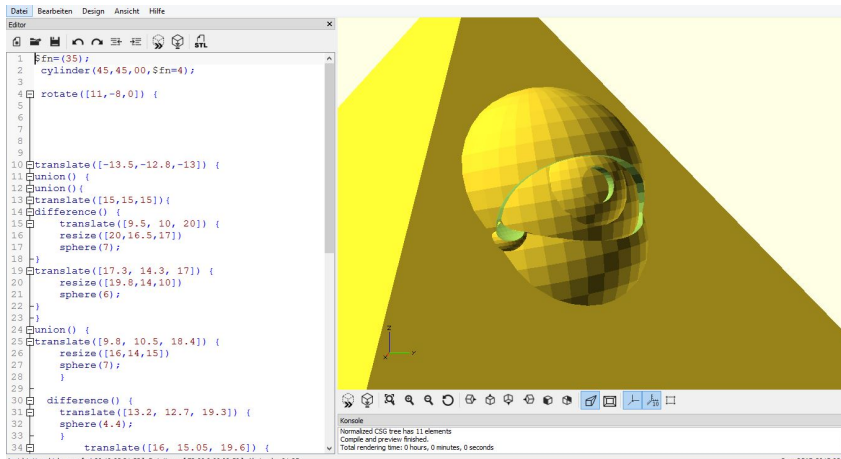 Datei Bearbeiten Design Ansicht Hilfe
Editor
STL
1 $fn=(35);
2 cylinder(45,45,00,$fn=4);
3
4 rotate([11,-8,0]) {
5
6
7
8
9
10 translate([-13.5,-12.8,-13]) {
11 union() {
12 union(){
13 translate([15,15,15]){
14 difference() {
15 translate([9.5, 10, 20]) {
16 resize([20,16.5,17])
17 sphere(7);
18 }
19 translate([17.3, 14.3, 17]) {
20 resize([19.8,14,10])
21 sphere(6);
22 }
23 }
24 union() {
25 translate([9.8, 10.5, 18.4]) {
26 resize([16,14,15])
27 sphere(7);
28 }
29
30 difference() {
31 translate([13.2, 12.7, 19.3]) {
32 sphere(4.4);
33 }
34 translate([16, 15.05, 19.6]) {
z
x
y
10
Konsole
Normalized CSG tree has 11 elements
Compile and preview finished.
Total rendering time: 0 hours, 0 minutes, 0 seconds